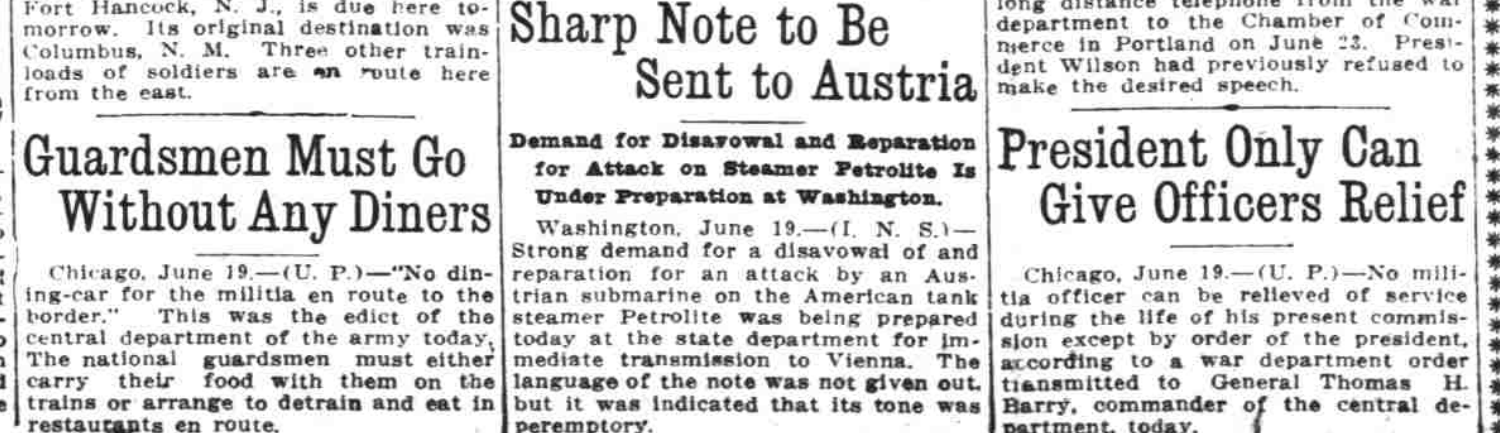 Fort Hancock, N. J., is due here to-
morrow. Its original destination was
Columbus, N. M. Three other train-
loads of soldiers are en route here
from the east.
Guardsmen Must Go
Without Any Diners
Chicago, June 19.—(U. P.)—"No din-
ing-car for the militia en route to the
border." This was the edict of the
central department of the army today.
The national guardsmen must either
carry their food with them on the
trains or arrange to detrain and eat in
restaurants en route.
Sharp Note to Be
Sent to Austria
Demand for Disavowal and Reparation
for Attack on Steamer Petrolite Is
Under Preparation at Washington.
Washington, June 19.—(I. N. S.)—
Strong demand for a disavowal of and
reparation for an attack by an Aus-
trian submarine on the American tank
steamer Petrolite was being prepared
today at the state department for im-
mediate transmission to Vienna. The
language of the note was not given out,
but it was indicated that its tone was
peremptory.
long distance telephone from the war
department to the Chamber of Com-
merce in Portland on June 23. Presi-
dent Wilson had previously refused to
make the desired speech.
President Only Can
Give Officers Relief
Chicago, June 19.—(U. P.)—No mili-
tia officer can be relieved of service
during the life of his present commis-
sion except by order of the president,
according to a war department order
transmitted to General Thomas H.
Barry, commander of the central de-
partment, today.